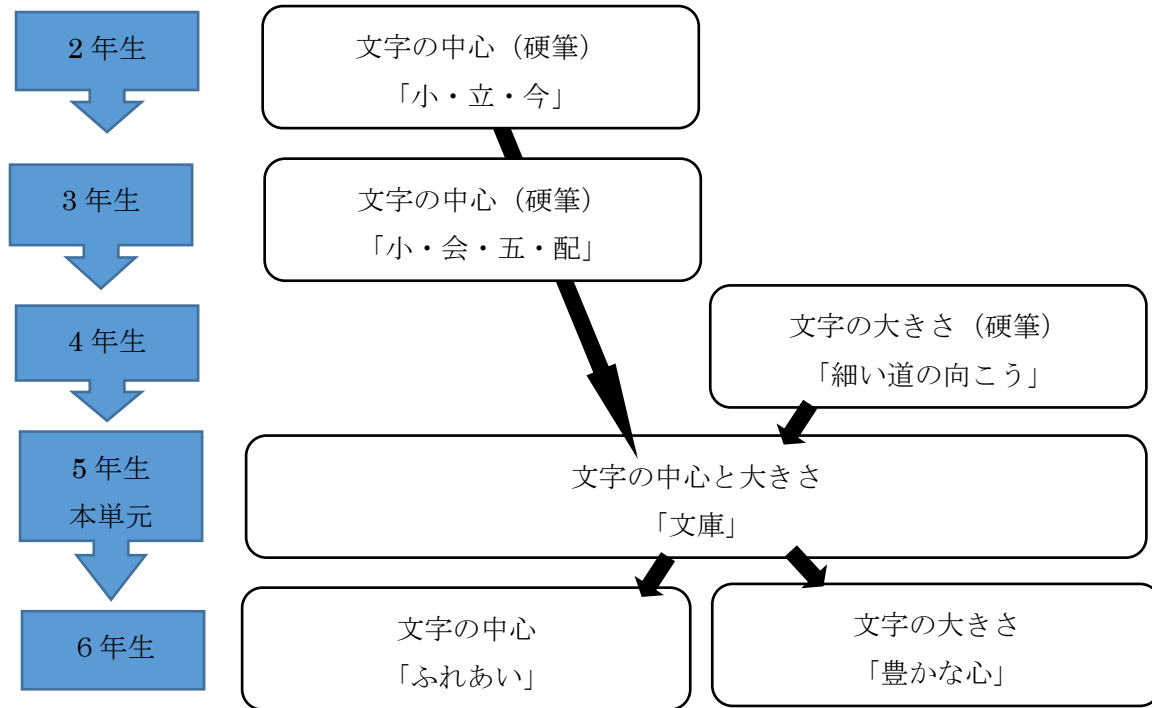 2年生
文字の中心（硬筆）
「小・立・今」
3年生
文字の中心（硬筆）
「小・会・五・配」
4年生
文字の大きさ（硬筆）
「細い道の向こう」
5年生
本単元
文字の中心と大きさ
「文庫」
6年生
文字の中心
「ふれあい」
文字の大きさ
「豊かな心」